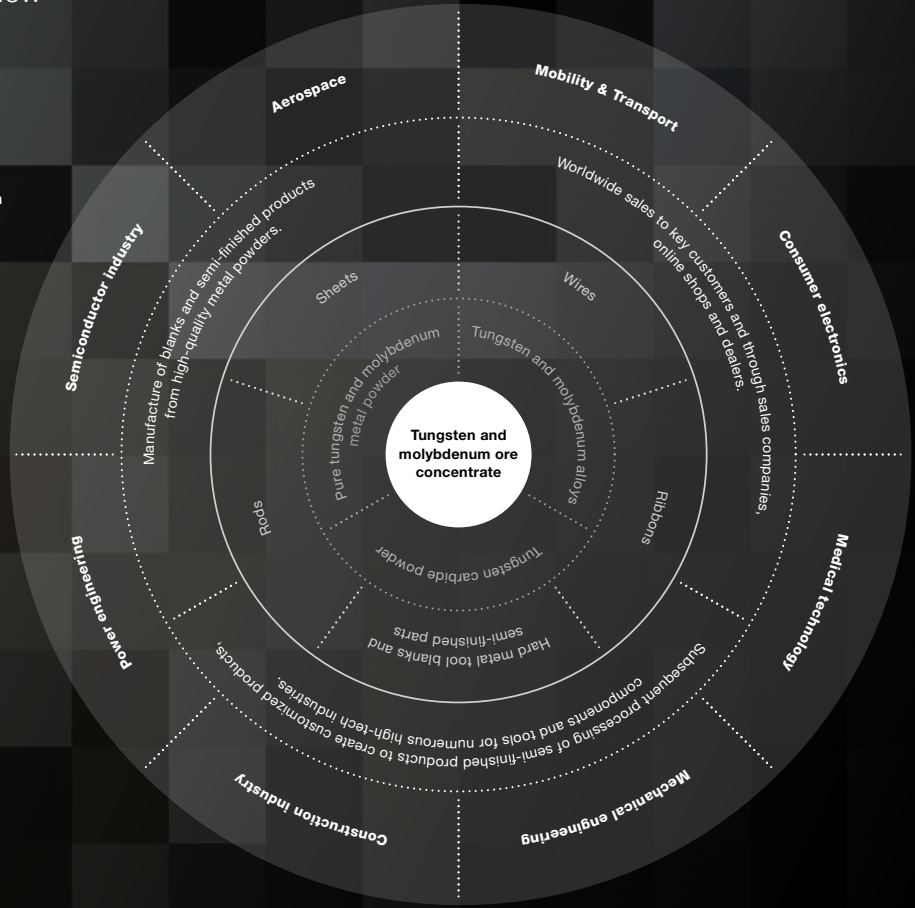 Tungsten and
molybdenum ore
concentrate
Pure tungsten and molybdenum
metal powder
Tungsten and molybdenum alloys
Tungsten carbide powder
Sheets
Wires
Ribbons
Hard metal tool blanks and
semi-finished parts
Rods
Manufacture of blanks and semi-finished products
from high-quality metal powders.
Worldwide sales to key customers and through sales companies,
online shops and dealers.
Subsequent processing of semi-finished products to create customized products,
components and tools for numerous high-tech industries.
Aerospace
Mobility & Transport
Consumer electronics
Medical technology
Mechanical engineering
Construction industry
Power engineering
Semiconductor industry